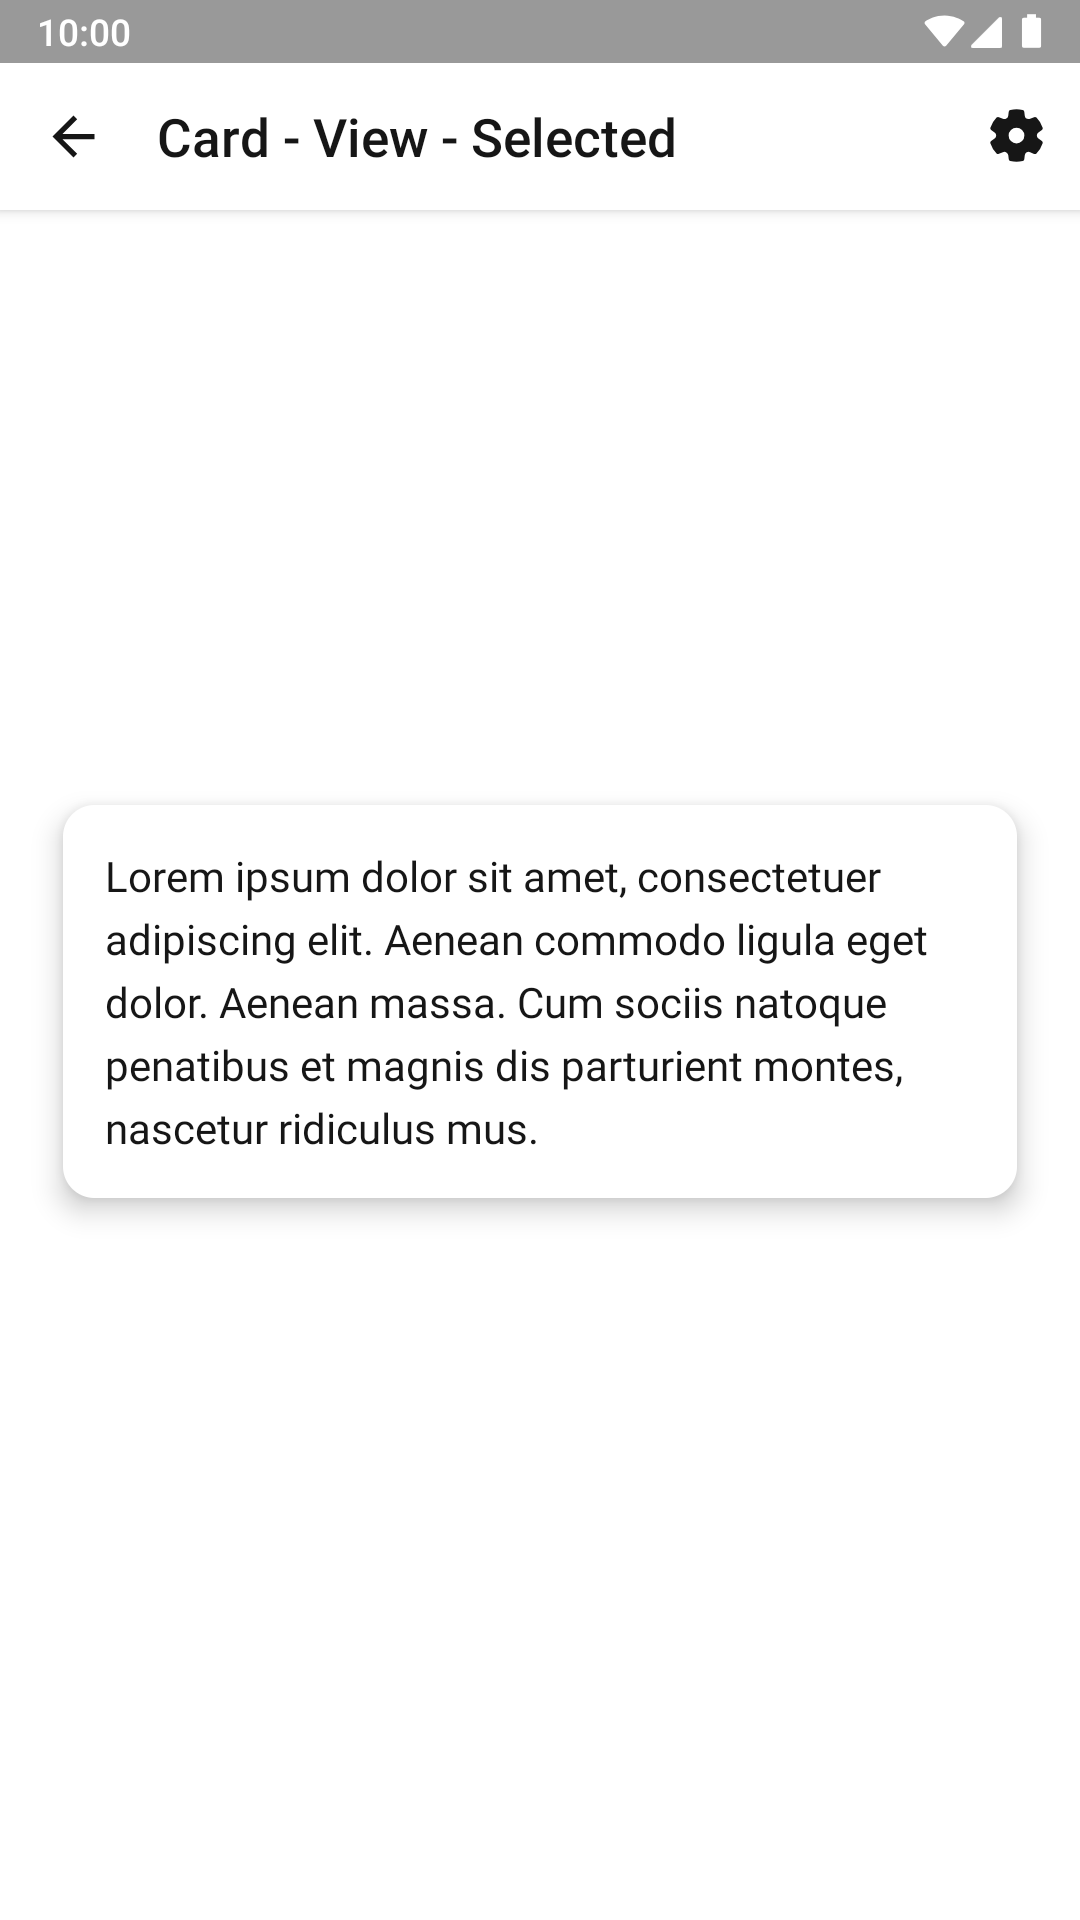 10:00
Card - View - Selected
Lorem ipsum dolor sit amet, consectetuer
adipiscing elit. Aenean commodo ligula eget
dolor. Aenean massa. Cum sociis natoque
penatibus et magnis dis parturient montes,
nascetur ridiculus mus.